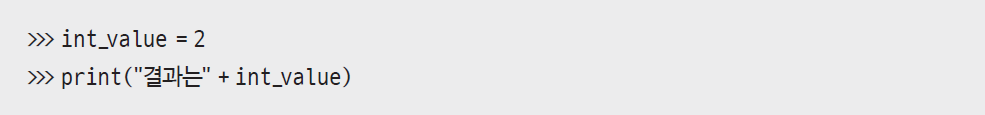 >>> int_value = 2
>>> print("결과는" + int_value)